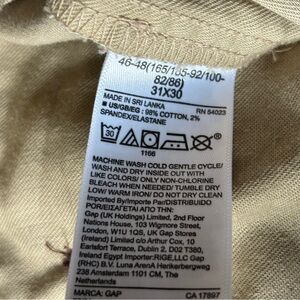 46-48(165/105-92/100-
82/86)
31X30
MADE IN SRI LANKA
RN 54023
■ US/GB/EG : 98% COTTON, 2%
SPANDEX/ELASTANE
30
1166
MACHINE WASH COLD GENTLE CYCLE/
WASH AND DRY INSIDE OUT WITH
LIKE COLORS/ ONLY NON-CHLORINE
BLEACH WHEN NEEDED/ TUMBLE DRY
LOW/ WARM IRON/ DO NOT DRY CLEAN
Imported By/Importe Par/DISTRIBUIDO
POR/ΕΙΣΑΓΕΤΑΙ ΑΠΟ ΤΗΝ:
Gap (UK Holdings) Limited, 2nd Floor
Nations House, 103 Wigmore Street,
London, W1U 1QS, UK Gap Stores
(Ireland) Limited c/o Arthur Cox, 10
Earlsfort Terrace, Dublin 2, D02 T380,
Ireland Egypt Importer:RIGE,LLC Gap
(RHC) B.V. Luna ArenA Herikerbergweg
238 Amsterdam 1101 CM, The
Netherlands
MARCA: GAP
CA 17897